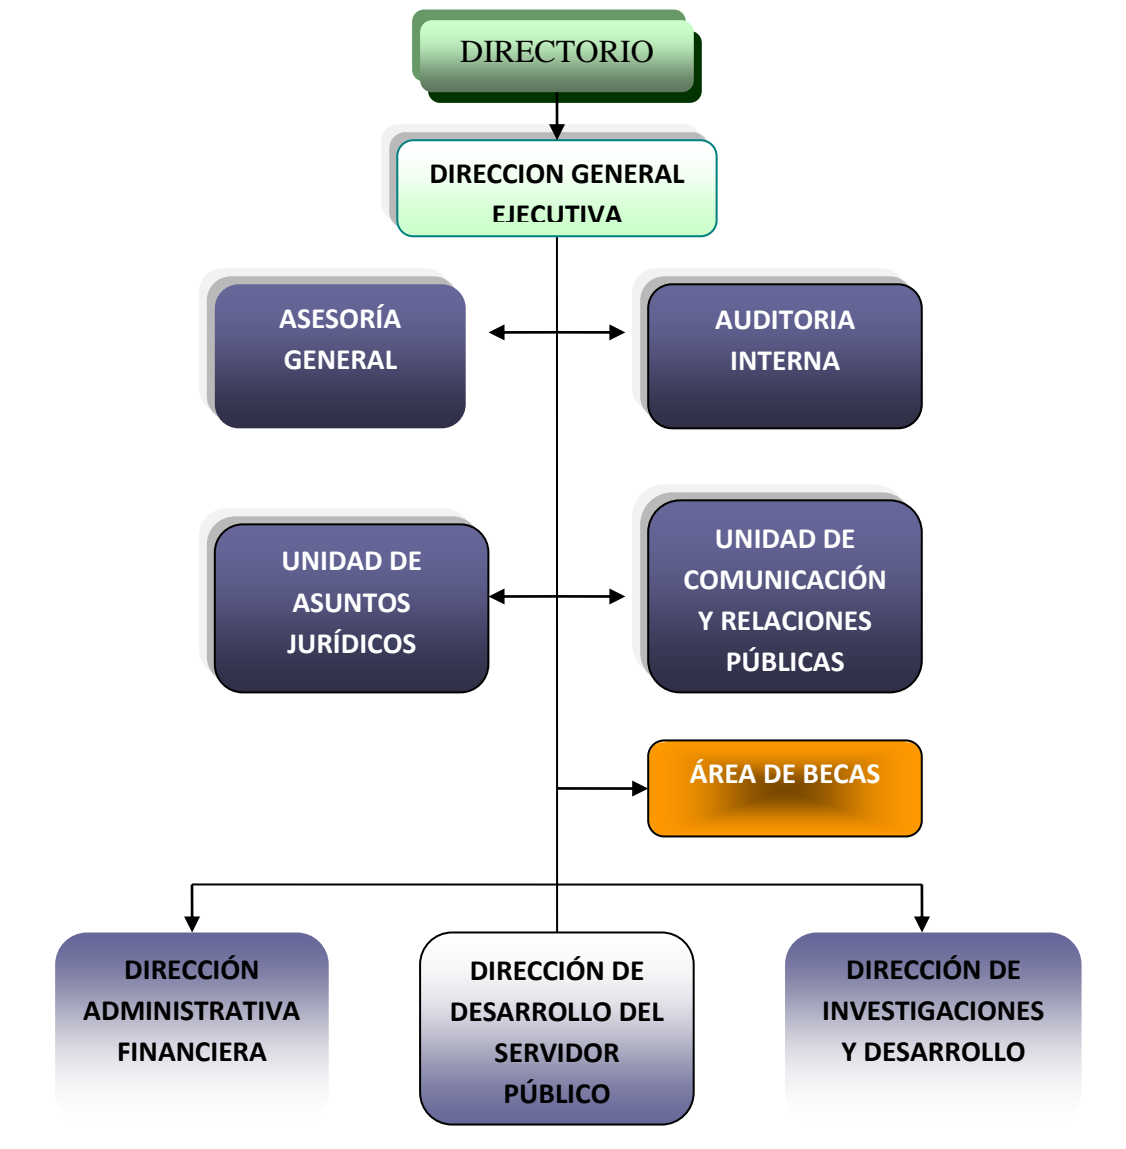 DIRECTORIO
DIRECCION GENERAL
EJECUTIVA
ASESORÍA
GENERAL
AUDITORIA
INTERNA
UNIDAD DE
ASUNTOS
JURÍDICOS
UNIDAD DE
COMUNICACIÓN
Y RELACIONES
PÚBLICAS
ÁREA DE BECAS
DIRECCIÓN
ADMINISTRATIVA
FINANCIERA
DIRECCIÓN DE
DESARROLLO DEL
SERVIDOR
PÚBLICO
DIRECCIÓN DE
INVESTIGACIONES
Y DESARROLLO